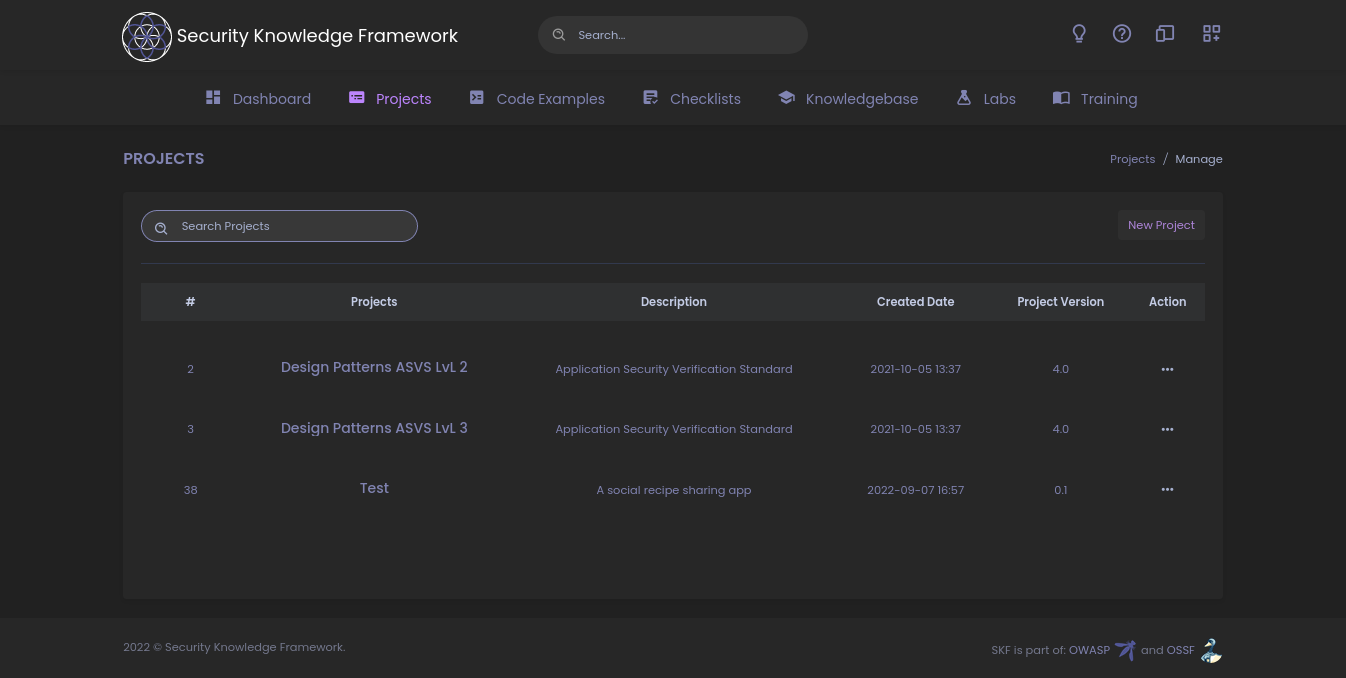 Security Knowledge Framework
Search...
Dashboard Projects Code Examples Checklists Knowledgebase Labs Training
PROJECTS
Projects / Manage
Search Projects
New Project
# Projects Description Created Date Project Version Action
2 Design Patterns ASVS LvL 2 Application Security Verification Standard 2021-10-05 13:37 4.0
3 Design Patterns ASVS LvL 3 Application Security Verification Standard 2021-10-05 13:37 4.0
38 Test A social recipe sharing app 2022-09-07 16:57 0.1
2022 © Security Knowledge Framework.
SKF is part of: OWASP and OSSF